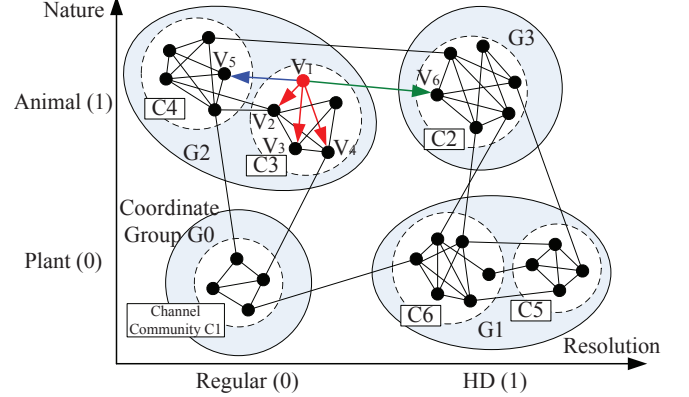 Nature
G3
V1
V5
V6
Animal (1)
C4
V2
C2
V3
V4
G2
C3
Coordinate
Group G0
Plant (0)
Channel
Community C1
C6
C5
G1
Resolution
Regular (0)
HD (1)